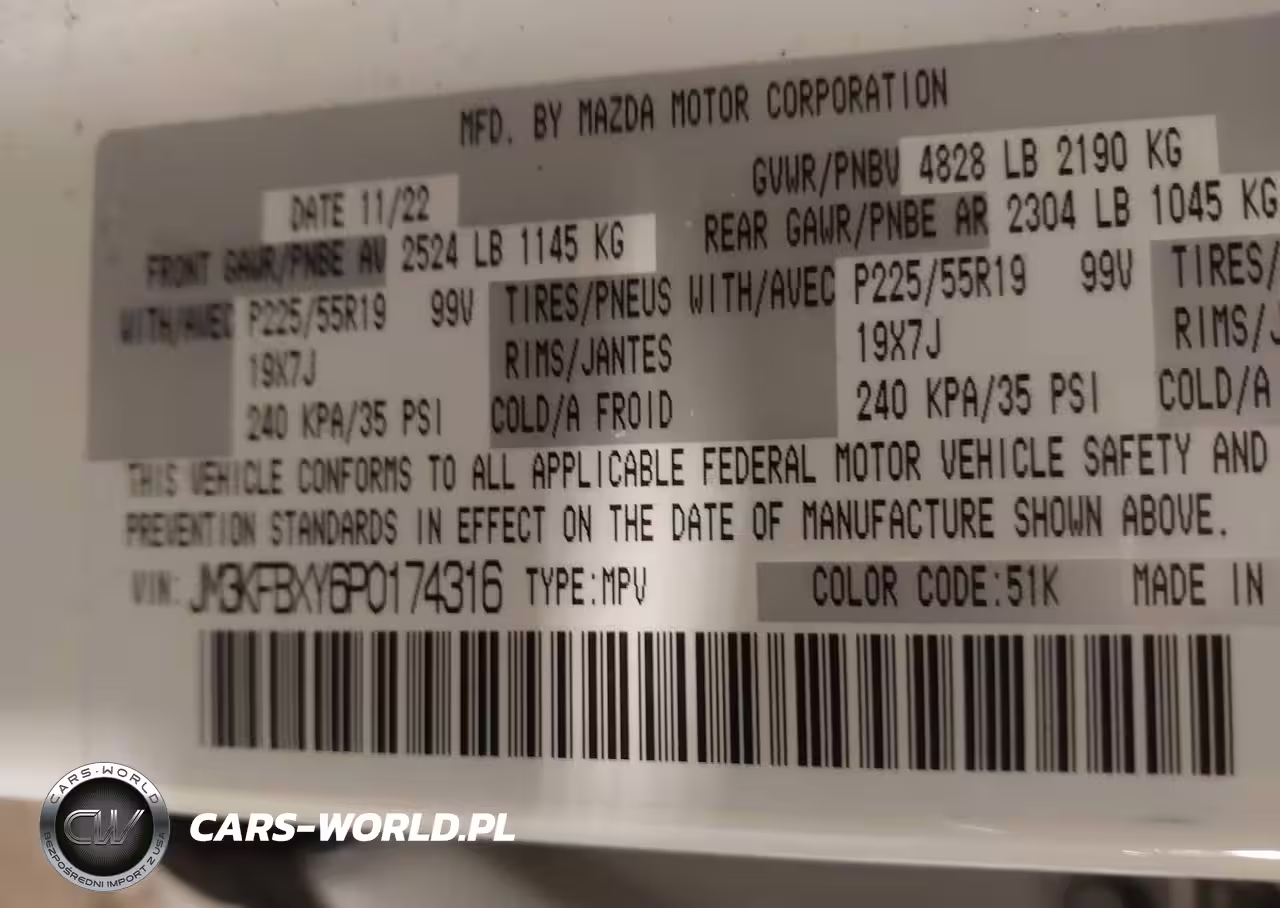 MFD. BY MAZDA MOTOR CORPORATION
DATE 11/22
GVWR/PNBV 4828 LB 2190 KG
FRONT GAWR/PNBE AV 2524 LB 1145 KG
REAR GAWR/PNBE AR 2304 LB 1045 KG
WITH/AVEC P225/55R19 99V TIRES/PNEUS WITH/AVEC P225/55R19 99V TIRES/
19X7J RIMS/JANTES 19X7J RIMS/J
240 KPA/35 PSI COLD/A FROID 240 KPA/35 PSI COLD/A
THIS VEHICLE CONFORMS TO ALL APPLICABLE FEDERAL MOTOR VEHICLE SAFETY AND
PREVENTION STANDARDS IN EFFECT ON THE DATE OF MANUFACTURE SHOWN ABOVE.
VIN: JM3KFBXY6P0174316 TYPE:MPV COLOR CODE:51K MADE IN
CARS-WORLD
CW
BEZPOŚREDNI IMPORT Z USA
CARS-WORLD.PL